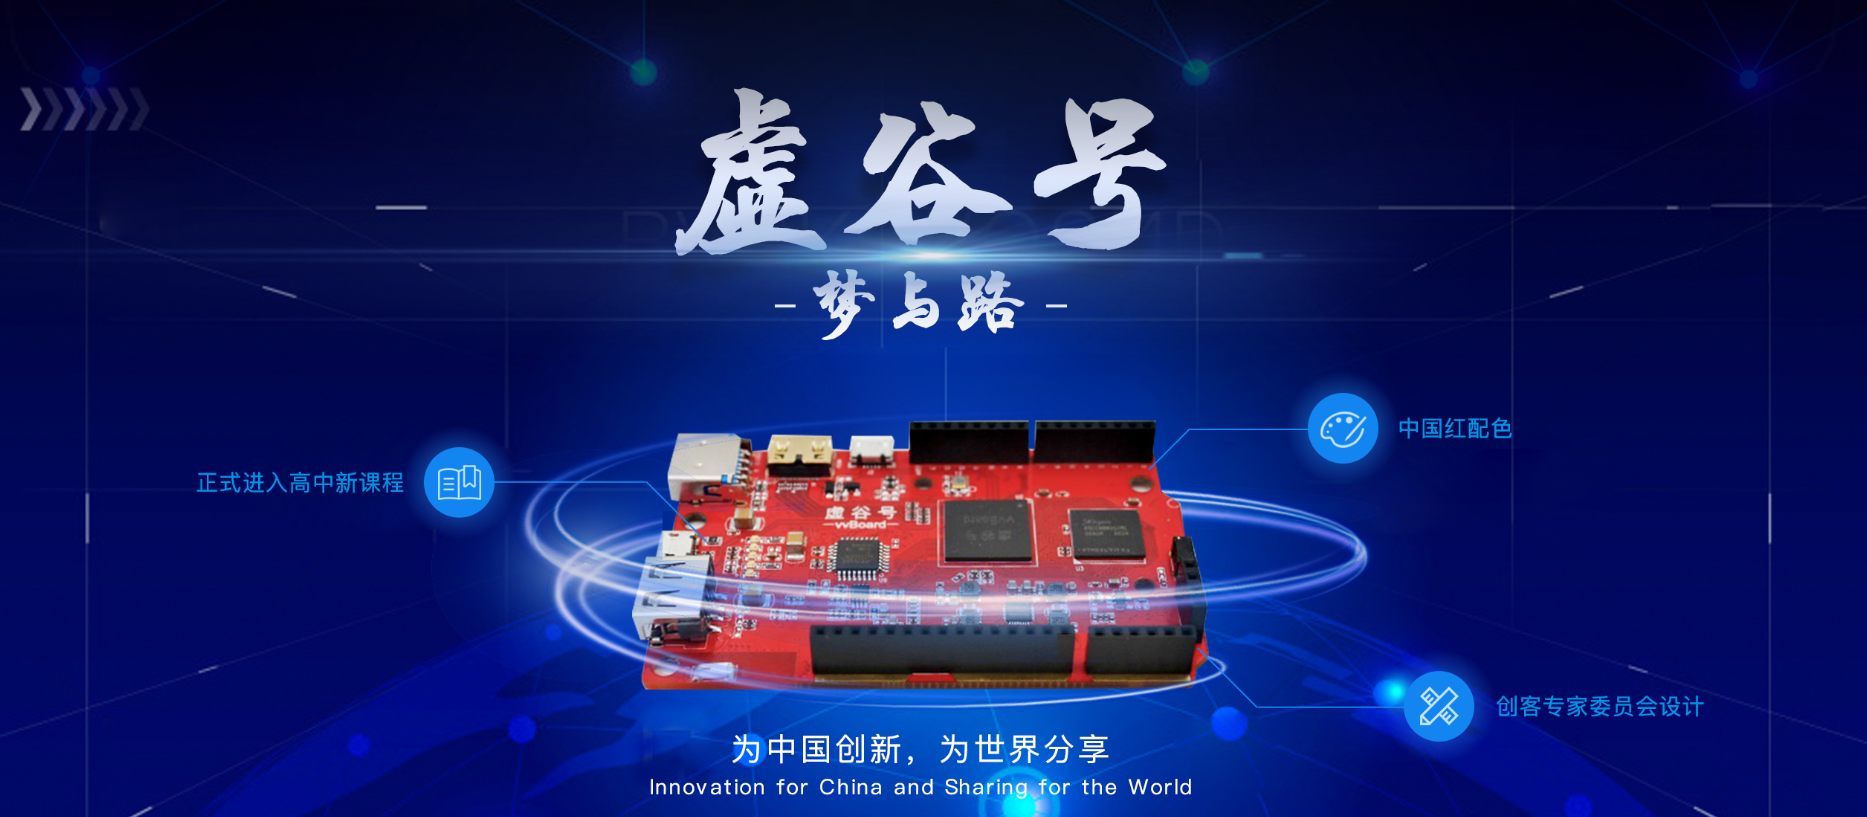 虚谷号
梦与路
中国红配色
正式进入高中新课程
虚谷号
vvBoard
创客专家委员会设计
为中国创新，为世界分享
Innovation for China and Sharing for the World